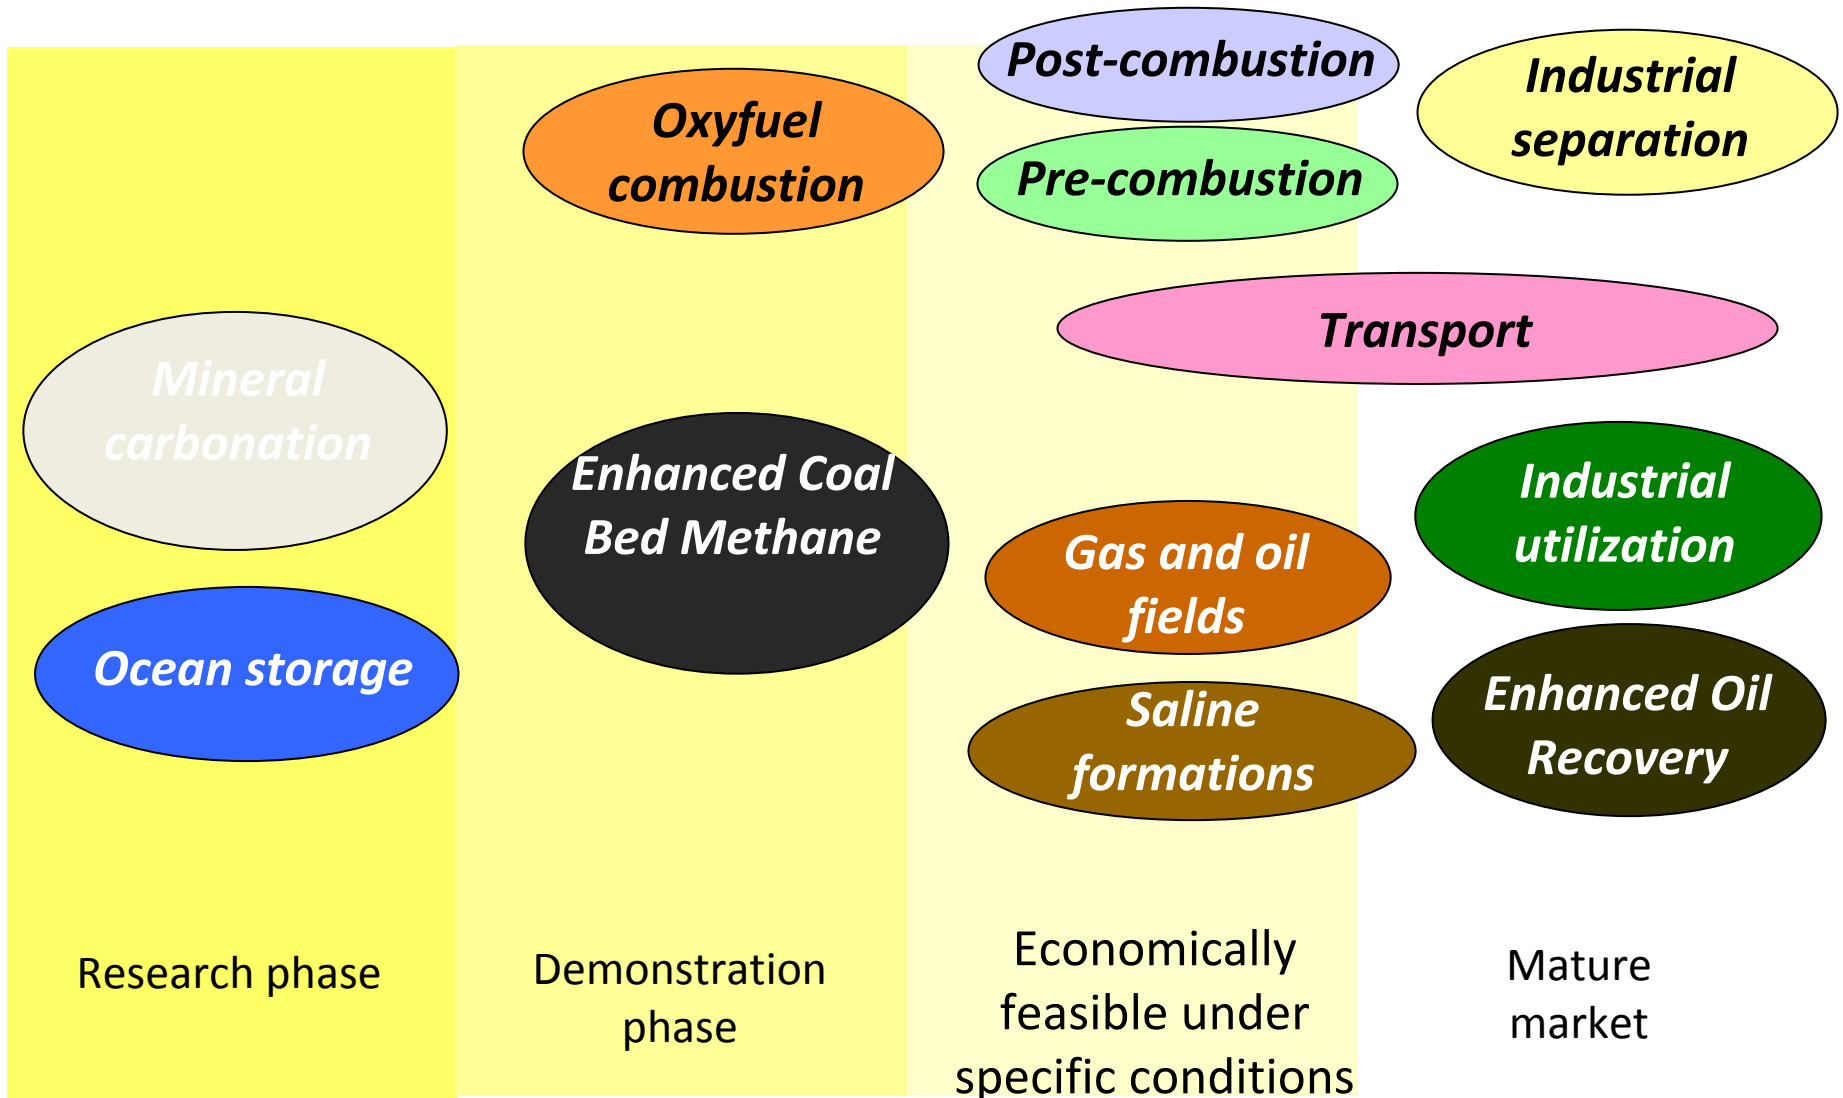 Post-combustion
Industrial
separation
Oxyfuel
combustion
Pre-combustion
Transport
Mineral
carbonation
Enhanced Coal
Bed Methane
Industrial
utilization
Gas and oil
fields
Ocean storage
Saline
formations
Enhanced Oil
Recovery
Research phase
Demonstration
phase
Economically
feasible under
specific conditions
Mature
market